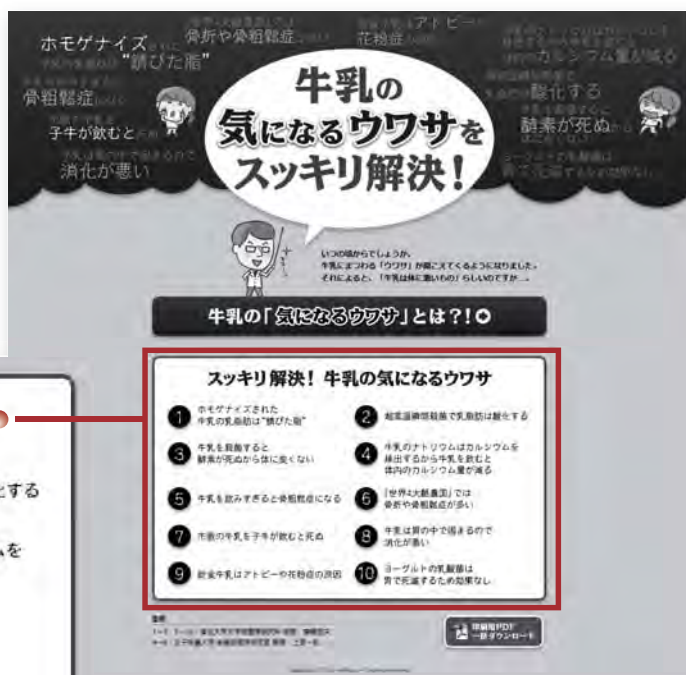 ホモゲナイズ
"錆びた脂"
骨折や骨粗鬆症
アトピー
花粉症
カルシウム量が減る
骨粗鬆症
酸化する
子牛が飲むと
酵素が死ぬ
消化が悪い
牛乳の
気になるウワサを
スッキリ解決!
いつの頃からでしょうか、
牛乳にまつわる「ウワサ」が聞こえてくるようになりました。
それによると、「牛乳は体に悪いもの」らしいのですが…。
牛乳の「気になるウワサ」とは?!
スッキリ解決! 牛乳の気になるウワサ
1 ホモゲナイズされた
牛乳の乳脂肪は"錆びた脂"
2 超高温瞬間殺菌で乳脂肪は酸化する
3 牛乳を殺菌すると
酵素が死ぬから体に良くない
4 牛乳のナトリウムはカルシウムを
排出するから牛乳を飲むと
体内のカルシウム量が減る
5 牛乳を飲みすぎると骨粗鬆症になる
6 「世界4大酪農国」では
骨折や骨粗鬆症が多い
7 市販の牛乳を子牛が飲むと死ぬ
8 牛乳は胃の中で固まるので
消化が悪い
9 給食牛乳はアトピーや花粉症の原因
10 ヨーグルトの乳酸菌は
胃で死滅するため効果なし
化する
ムを
印刷用PDF
一括ダウンロード